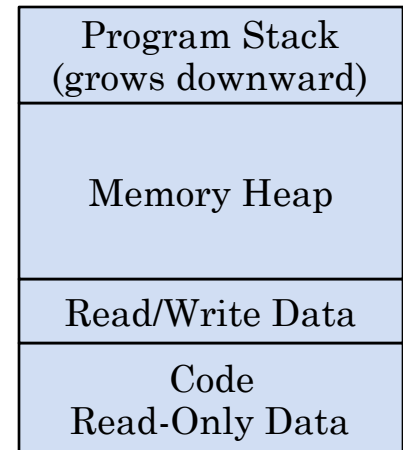 Program Stack
(grows downward)
Memory Heap
Read/Write Data
Code
Read-Only Data